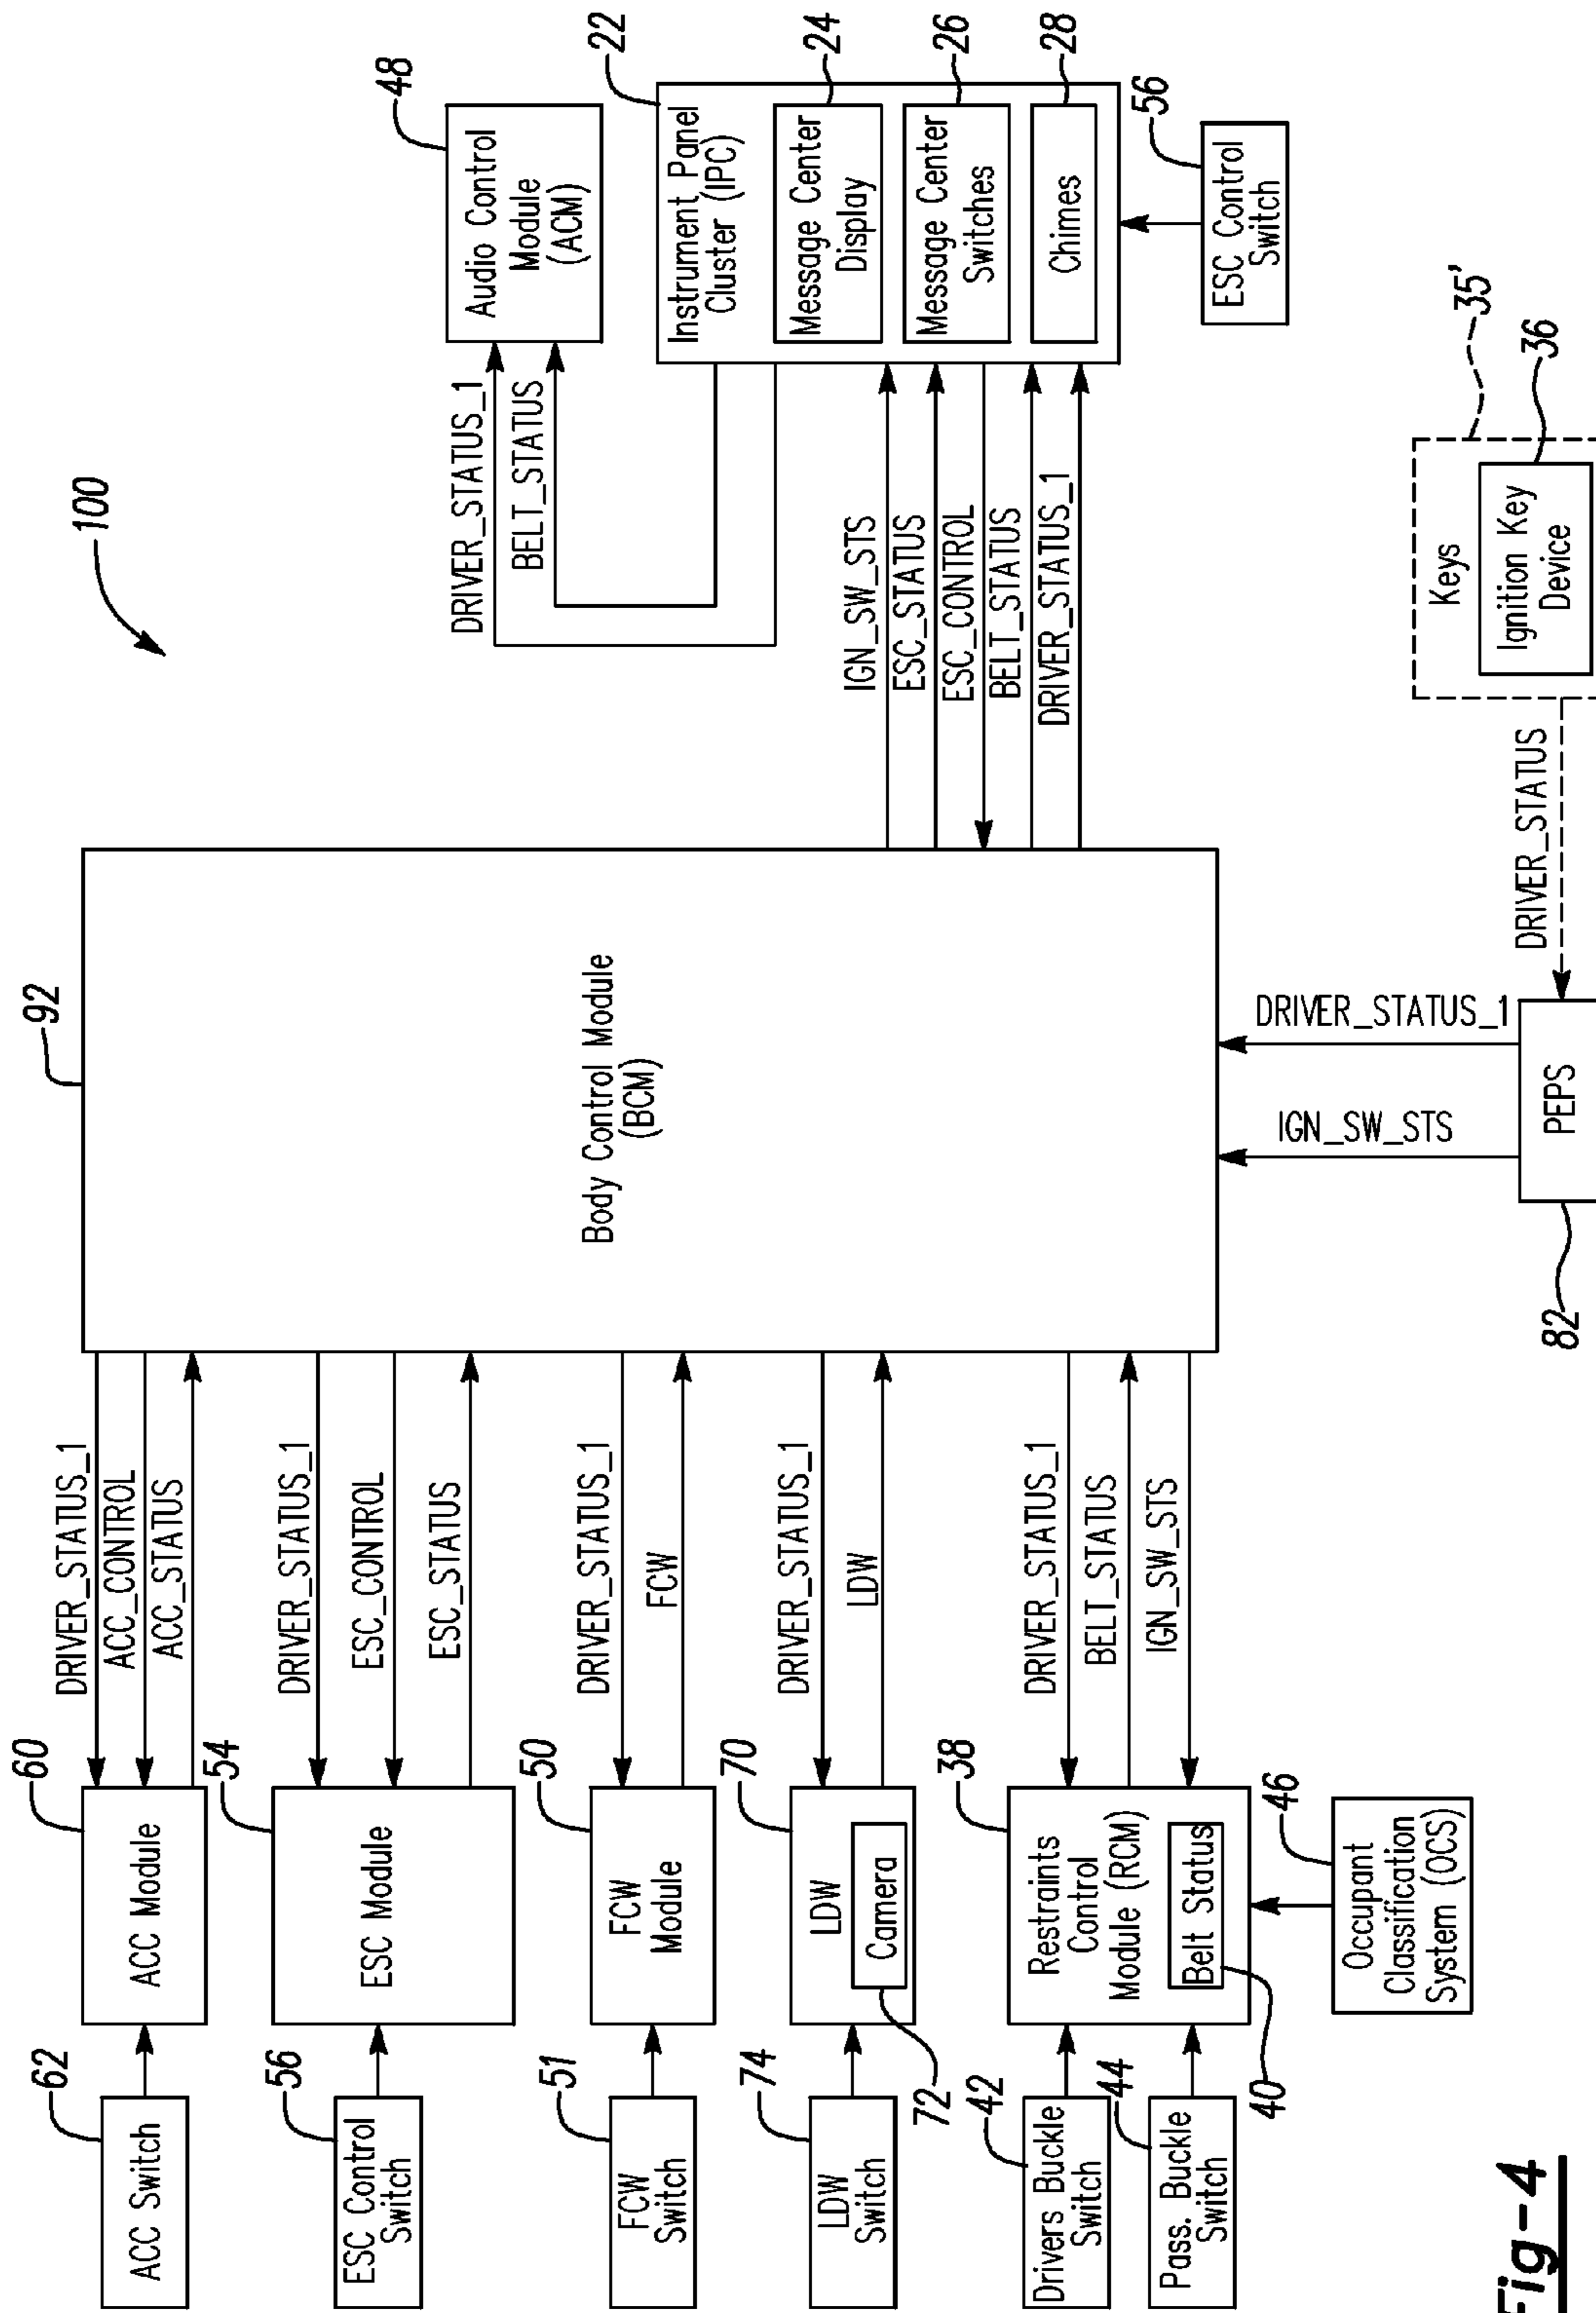 100
62
ACC Switch
60
ACC Module
DRIVER_STATUS_1
ACC_CONTROL
ACC_STATUS
56
ESC Control
Switch
54
ESC Module
DRIVER_STATUS_1
ESC_CONTROL
ESC_STATUS
51
FCW
Switch
50
FCW
Module
DRIVER_STATUS_1
FCW
74
LDW
Switch
70
LDW
Camera
72
DRIVER_STATUS_1
LDW
42
Drivers Buckle
Switch
44
Pass. Buckle
Switch
38
Restraints
Control
Module (RCM)
Belt Status
40
DRIVER_STATUS_1
BELT_STATUS
IGN_SW_STS
46
Occupant
Classification
System (OCS)
92
Body Control Module
(BCM)
DRIVER_STATUS_1
BELT_STATUS
48
Audio Control
Module
(ACM)
22
Instrument Panel
Cluster (IPC)
Message Center
Display
24
Message Center
Switches
26
Chimes
28
IGN_SW_STS
ESC_STATUS
ESC_CONTROL
BELT_STATUS
DRIVER_STATUS_1
56
ESC Control
Switch
IGN_SW_STS
DRIVER_STATUS_1
82
PEPS
DRIVER_STATUS
35'
Keys
Ignition Key
Device
36
Fig-4